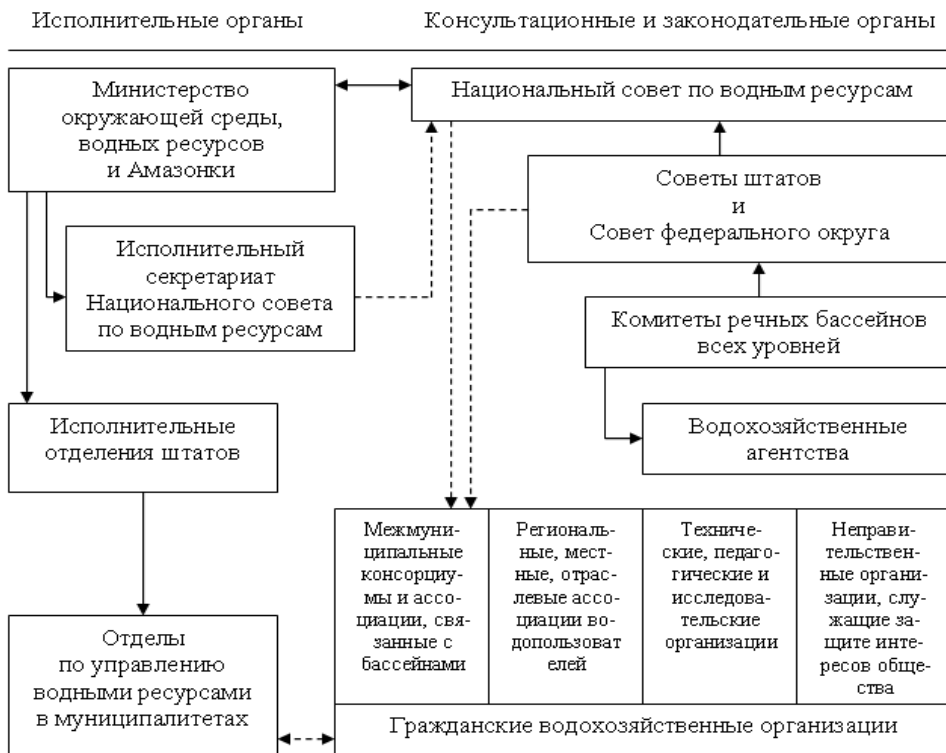 Исполнительные органы
Консультационные и законодательные органы
Министерство
окружающей среды,
водных ресурсов
и Амазонки
Национальный совет по водным ресурсам
Советы штатов
и
Совет федерального округа
Исполнительный
секретариат
Национального совета
по водным ресурсам
Комитеты речных бассейнов
всех уровней
Исполнительные
отделения штатов
Водохозяйственные
агентства
Межмуни-
ципальные
консорциу-
мы и ассо-
циации, свя-
занные с
бассейнами
Региональ-
ные, мест-
ные, отрас-
левые ассо-
циации во-
допользоват
елей
Техниче-
ские, педаго-
гические и
исследова-
тельские
организации
Неправи-
тельствен-
ные органи-
зации, слу-
жащие за-
щите инте-
ресов обще-
ства
Отделы
по управлению
водными ресурсами
в муниципалитетах
Гражданские водохозяйственные организации